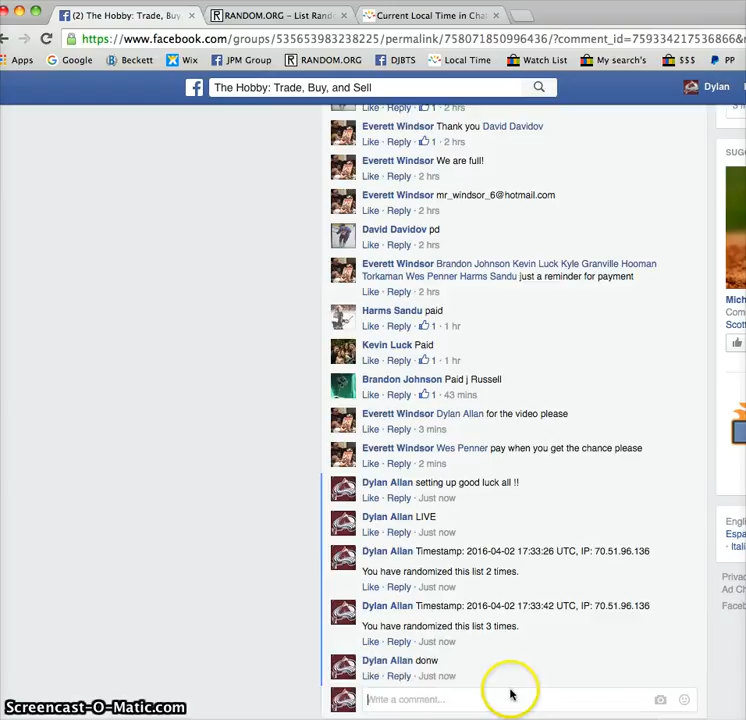 (2) The Hobby: Trade, Buy,
RANDOM.ORG – List Rand
Current Local Time in
https://www.facebook.com/groups/535653983238225/permalink/758071850996436/?comment_id=759334217536866&
Apps Google Beckett Wix JPM Group RANDOM.ORG DJBTS Local Time Watch List My search's $$$ PP
The Hobby: Trade, Buy, and Sell
Dylan
Like · Reply · 1 · 2 hrs
Everett Windsor Thank you David Davidov
Like · Reply · 1 · 2 hrs
Everett Windsor We are full!
Like · Reply · 2 hrs
Everett Windsor mr_windsor_6@hotmail.com
Like · Reply · 2 hrs
David Davidov pd
Like · Reply · 2 hrs
Everett Windsor Brandon Johnson Kevin Luck Kyle Granville Hooman
Torkaman Wes Penner Harms Sandu just a reminder for payment
Like · Reply · 2 hrs
Harms Sandu paid
Like · Reply · 1 · 1 hr
Kevin Luck Paid
Like · Reply · 1 · 1 hr
Brandon Johnson Paid j Russell
Like · Reply · 1 · 43 mins
Everett Windsor Dylan Allan for the video please
Like · Reply · 3 mins
Everett Windsor Wes Penner pay when you get the chance please
Like · Reply · 2 mins
Dylan Allan setting up good luck all !!
Like · Reply · Just now
Dylan Allan LIVE
Like · Reply · Just now
Dylan Allan Timestamp: 2016-04-02 17:33:26 UTC, IP: 70.51.96.136
You have randomized this list 2 times.
Like · Reply · Just now
Dylan Allan Timestamp: 2016-04-02 17:33:42 UTC, IP: 70.51.96.136
You have randomized this list 3 times.
Like · Reply · Just now
Dylan Allan donw
Like · Reply · Just now
Write a comment...
SUG
Mich
Com
Scot
Engli
Espa
Itali
Priva
Ad Ch
Face
Screencast-O-Matic.com